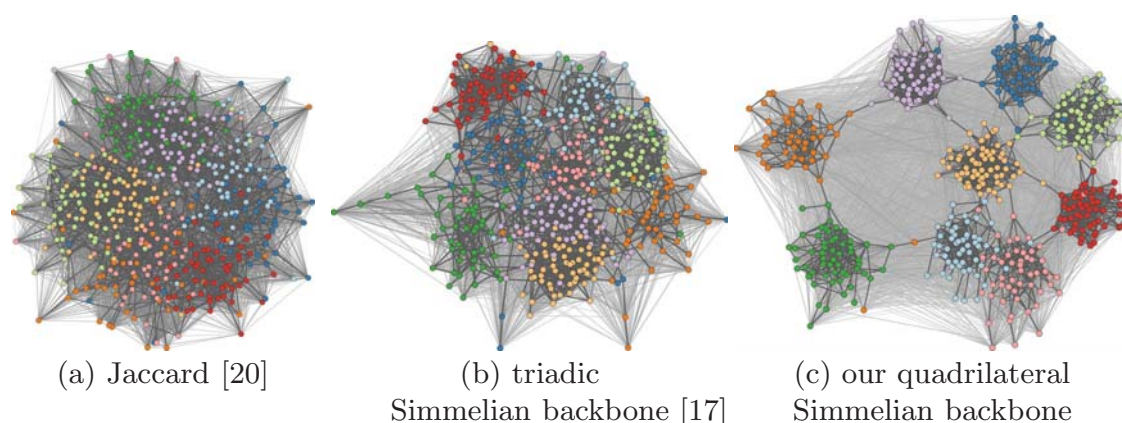 (a) Jaccard [20]
(b) triadic
Simmelian backbone [17]
(c) our quadrilateral
Simmelian backbone